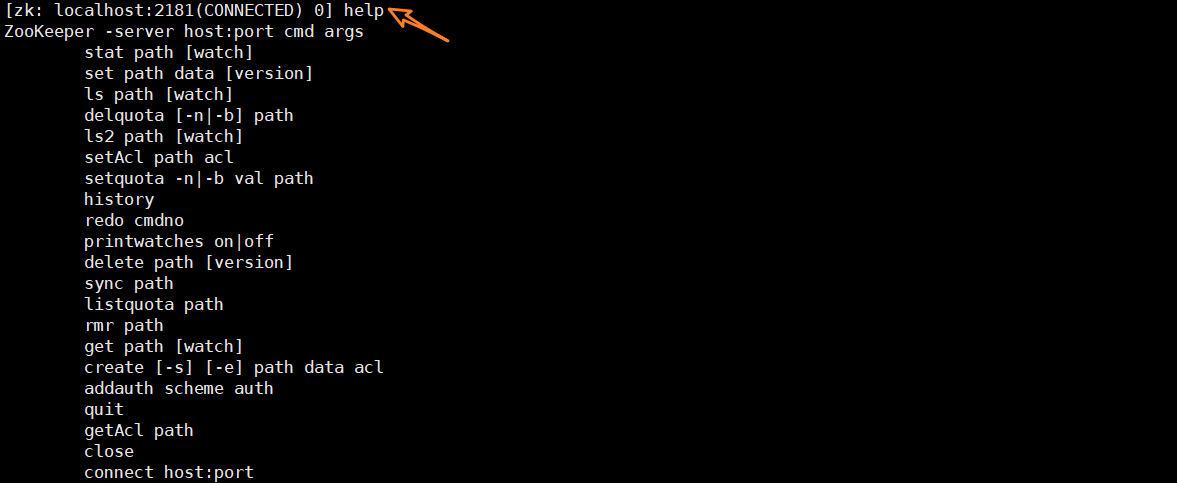 [zk: localhost:2181(CONNECTED) 0] help
ZooKeeper -server host:port cmd args
stat path [watch]
set path data [version]
ls path [watch]
delquota [-n|-b] path
ls2 path [watch]
setAcl path acl
setquota -n|-b val path
history
redo cmdno
printwatches on|off
delete path [version]
sync path
listquota path
rmr path
get path [watch]
create [-s] [-e] path data acl
addauth scheme auth
quit
getAcl path
close
connect host:port